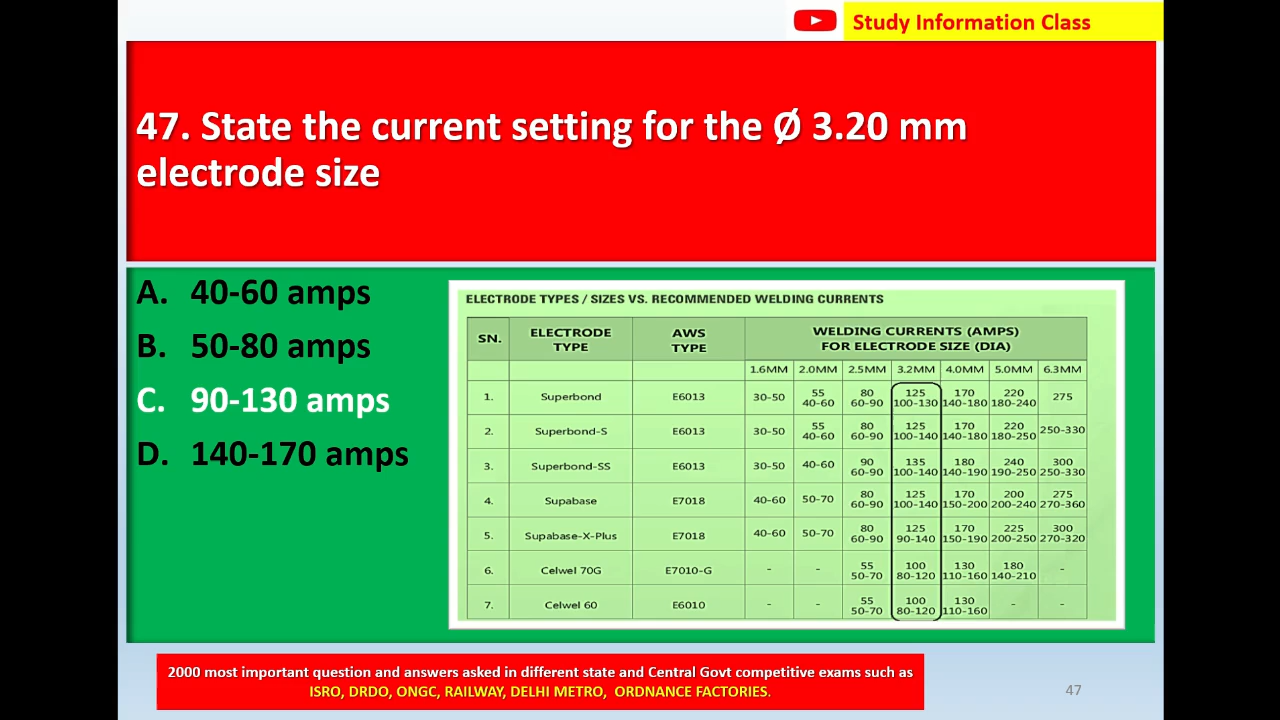 Study Information Class
47. State the current setting for the Ø 3.20 mm
electrode size
A. 40-60 amps
B. 50-80 amps
C. 90-130 amps
D. 140-170 amps
ELECTRODE TYPES / SIZES VS. RECOMMENDED WELDING CURRENTS
SN. ELECTRODE TYPE AWS TYPE WELDING CURRENTS (AMPS) FOR ELECTRODE SIZE (DIA)
1.6MM 2.0MM 2.5MM 3.2MM 4.0MM 5.0MM 6.3MM
1. Superbond E6013 30-50 55 40-60 80 60-90 125 100-130 170 140-180 220 180-240 275
2. Superbond-S E6013 30-50 55 40-60 80 60-90 125 100-140 170 140-180 220 180-250 250-330
3. Superbond-SS E6013 30-50 40-60 90 60-90 135 100-140 180 140-190 240 190-250 300 250-330
4. Supabase E7018 40-60 50-70 80 60-90 125 100-140 170 150-200 200 200-240 275 270-360
5. Supabase-X-Plus E7018 40-60 50-70 80 60-90 125 90-140 170 150-190 225 200-250 300 270-320
6. Celwel 70G E7010-G - - 55 50-70 100 80-120 130 110-160 180 140-210 -
7. Celwel 60 E6010 - - 55 50-70 100 80-120 130 110-160 - -
2000 most important question and answers asked in different state and Central Govt competitive exams such as
ISRO, DRDO, ONGC, RAILWAY, DELHI METRO, ORDNANCE FACTORIES.
47